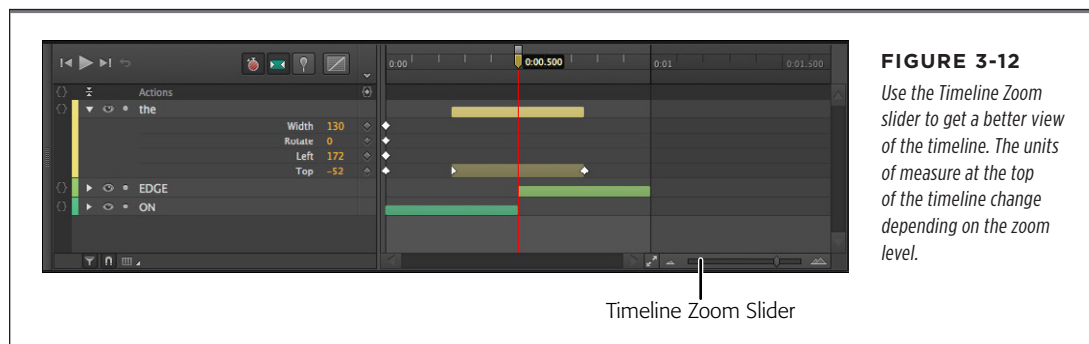 0:00
0:00.500
0:01
0:01.500
Actions
the
Width 130
Rotate 0
Left 172
Top -52
EDGE
ON
Timeline Zoom Slider
FIGURE 3-12
Use the Timeline Zoom
slider to get a better view
of the timeline. The units
of measure at the top
of the timeline change
depending on the zoom
level.